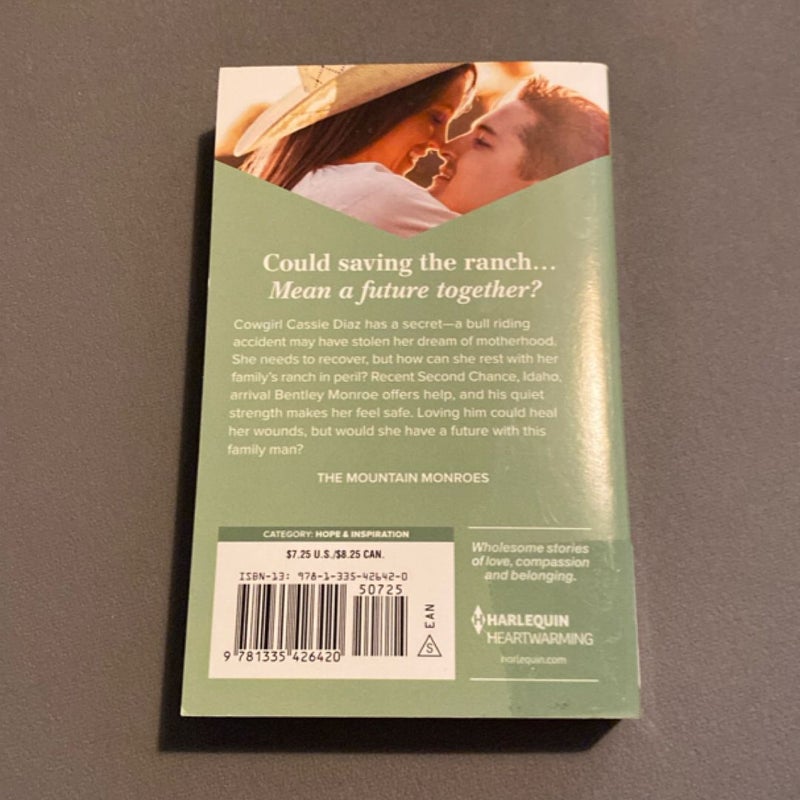 Could saving the ranch...
Mean a future together?
Cowgirl Cassie Diaz has a secret—a bull riding
accident may have stolen her dream of motherhood.
She needs to recover, but how can she rest with her
family's ranch in peril? Recent Second Chance, Idaho,
arrival Bentley Monroe offers help, and his quiet
strength makes her feel safe. Loving him could heal
her wounds, but would she have a future with this
family man?
THE MOUNTAIN MONROES
CATEGORY: HOPE & INSPIRATION
$7.25 U.S./$8.25 CAN.
ISBN-13: 978-1-335-42642-0
50725
EAN
S
9 781335 426420
Wholesome stories
of love, compassion
and belonging.
H HARLEQUIN
HEARTWARMING
harlequin.com